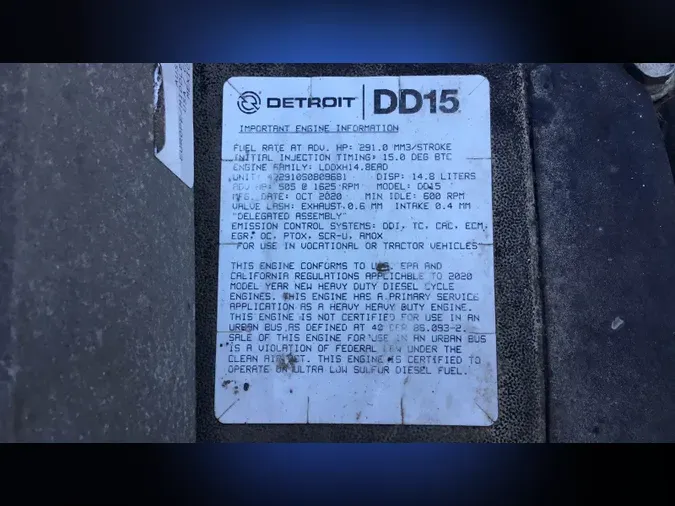 DETROIT DD15
IMPORTANT ENGINE INFORMATION
FUEL RATE AT ADV. HP: 291.0 MM3/STROKE
INITIAL INJECTION TIMING: 15.0 DEG BTC
ENGINE FAMILY: LDDXH14.8EAD
UNIT: DISP: 14.8 LITERS
ADV HP: 505 @ 1625 RPM MODEL: DD15
MFG. DATE: OCT 2020 MIN IDLE: 600 RPM
VALVE LASH: EXHAUST 0.6 MM INTAKE 0.4 MM
"DELEGATED ASSEMBLY"
EMISSION CONTROL SYSTEMS: DDI, TC, CAC, ECM,
EGR, OC, PTOX, SCR-U, AMOX
"FOR USE IN VOCATIONAL OR TRACTOR VEHICLES"
THIS ENGINE CONFORMS TO U.S. EPA AND
CALIFORNIA REGULATIONS APPLICABLE TO 2020
MODEL YEAR NEW HEAVY DUTY DIESEL CYCLE
ENGINES. THIS ENGINE HAS A PRIMARY SERVICE
APPLICATION AS A HEAVY HEAVY DUTY ENGINE.
THIS ENGINE IS NOT CERTIFIED FOR USE IN AN
URBAN BUS AS DEFINED AT 40 CFR 86.093-2.
SALE OF THIS ENGINE FOR USE IN AN URBAN BUS
IS A VIOLATION OF FEDERAL LAW UNDER THE
CLEAN AIR ACT. THIS ENGINE IS CERTIFIED TO
OPERATE ON ULTRA LOW SULFUR DIESEL FUEL.